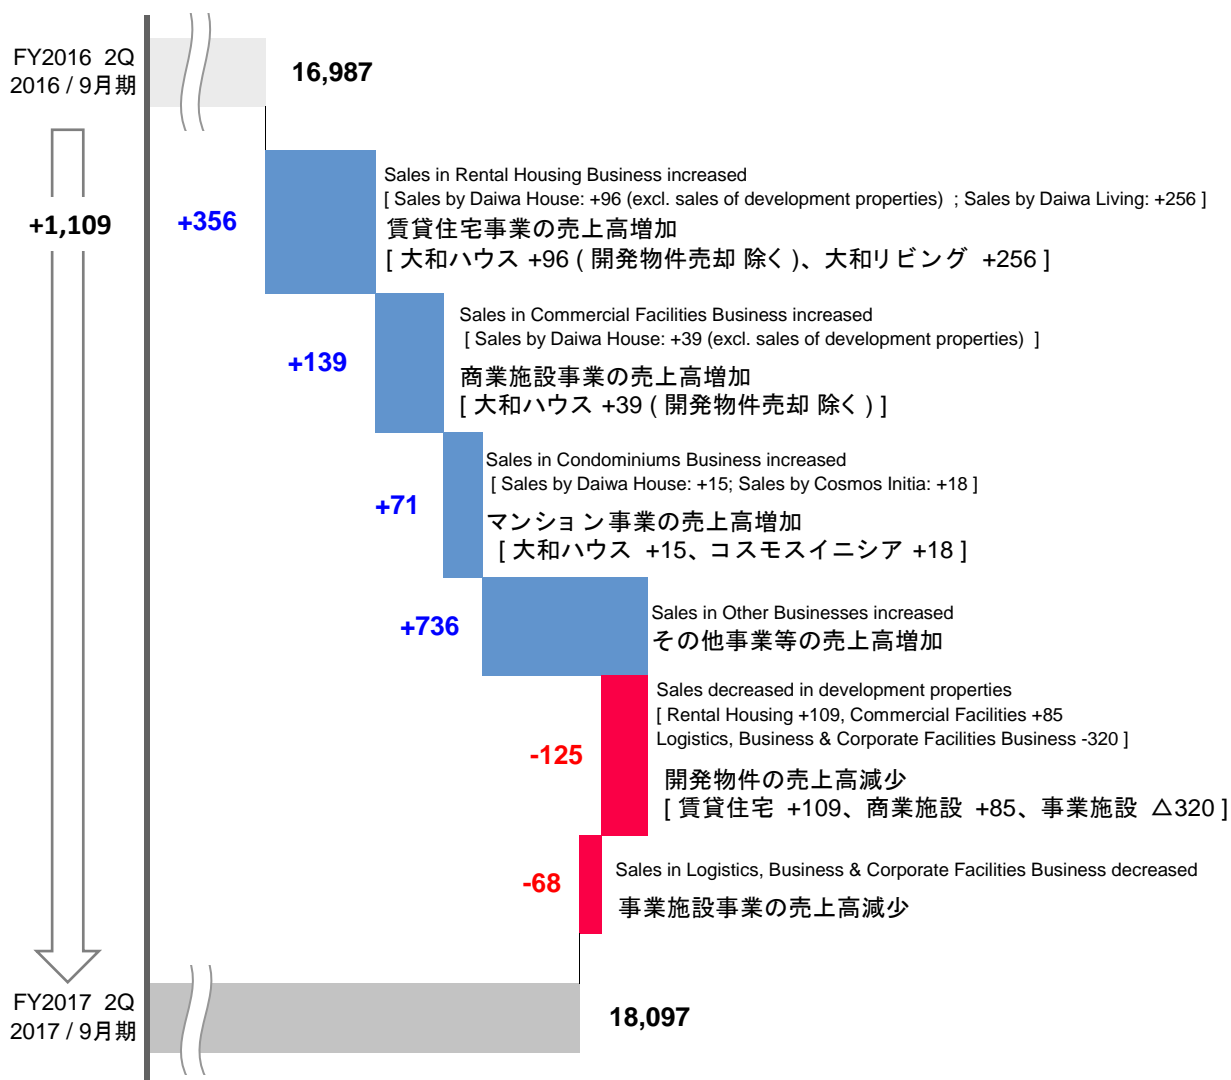 FY2016 2Q
2016 / 9月期
16,987
+1,109
+356
Sales in Rental Housing Business increased
[ Sales by Daiwa House: +96 (excl. sales of development properties) ; Sales by Daiwa Living: +256 ]
賃貸住宅事業の売上高増加
[ 大和ハウス +96 ( 開発物件売却 除く )、大和リビング +256 ]
+139
Sales in Commercial Facilities Business increased
[ Sales by Daiwa House: +39 (excl. sales of development properties) ]
商業施設事業の売上高増加
[ 大和ハウス +39 ( 開発物件売却 除く ) ]
+71
Sales in Condominiums Business increased
[ Sales by Daiwa House: +15; Sales by Cosmos Initia: +18 ]
マンション事業の売上高増加
[ 大和ハウス +15、コスモスイニシア +18 ]
+736
Sales in Other Businesses increased
その他事業等の売上高増加
-125
Sales decreased in development properties
[ Rental Housing +109, Commercial Facilities +85
Logistics, Business & Corporate Facilities Business -320 ]
開発物件の売上高減少
[ 賃貸住宅 +109、商業施設 +85、事業施設 △320 ]
-68
Sales in Logistics, Business & Corporate Facilities Business decreased
事業施設事業の売上高減少
FY2017 2Q
2017 / 9月期
18,097